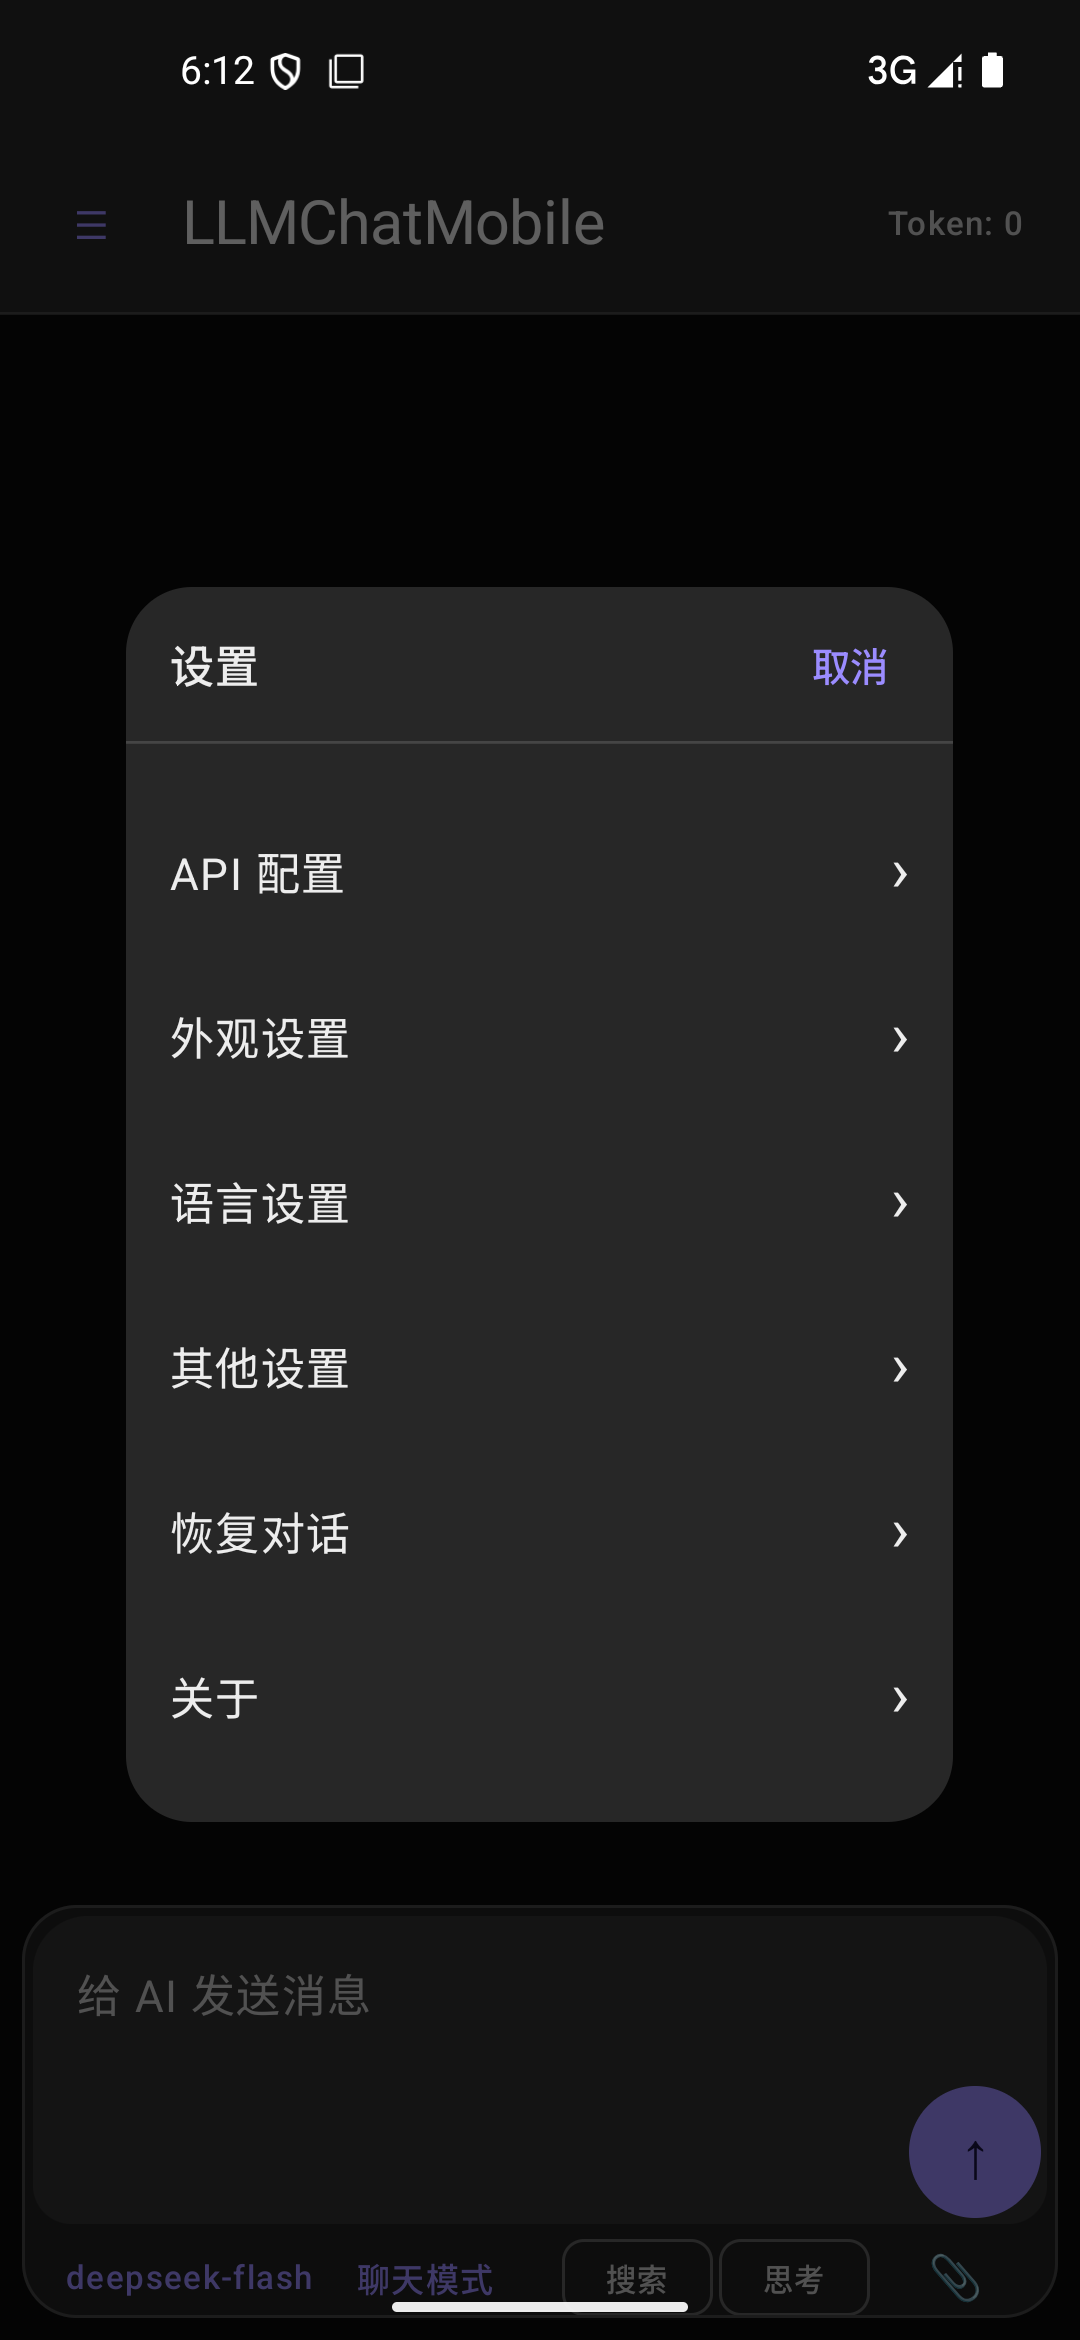 6:12
3G
LLMChatMobile
Token: 0
设置
取消
API 配置
外观设置
语言设置
其他设置
恢复对话
关于
给 AI 发送消息
↑
deepseek-flash
聊天模式
搜索
思考